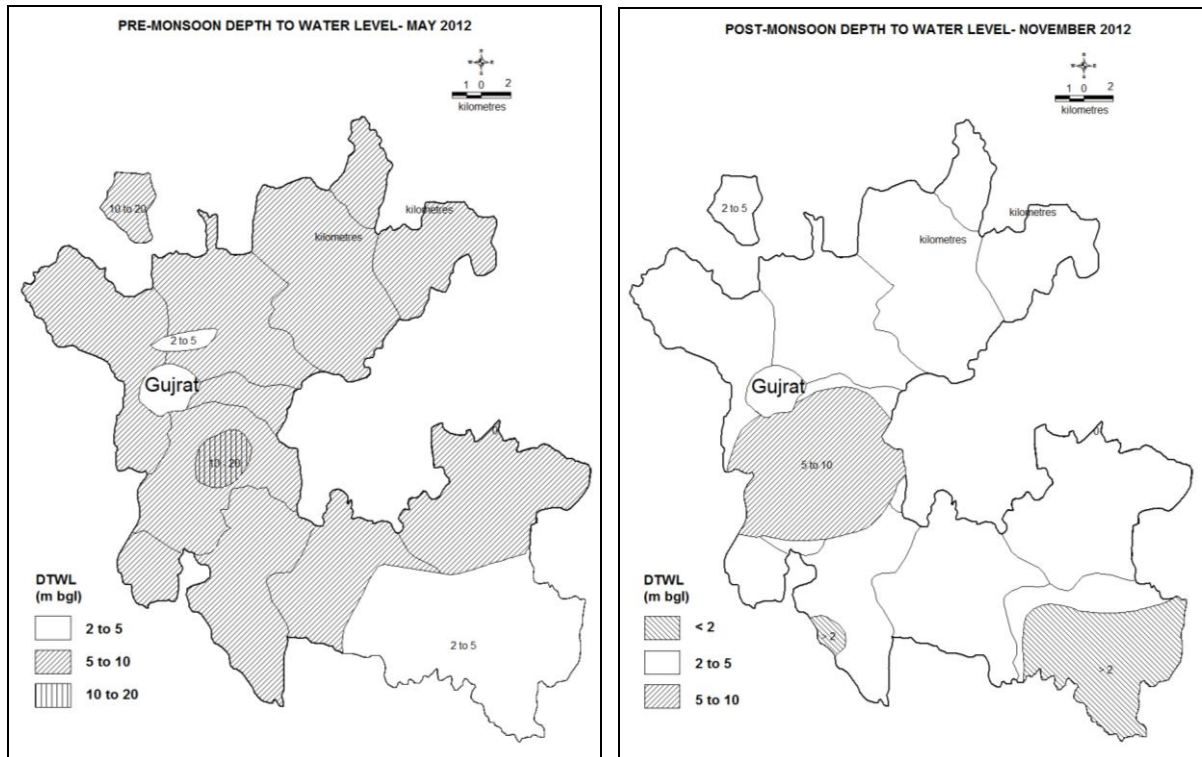 PRE-MONSOON DEPTH TO WATER LEVEL- MAY 2012
1 0 2
kilometres
10 to 20
kilometres
kilometres
2 to 5
Gujrat
10 - 20
2 to 5
DTWL
(m bgl)
2 to 5
5 to 10
10 to 20
POST-MONSOON DEPTH TO WATER LEVEL- NOVEMBER 2012
1 0 2
kilometres
2 to 5
kilometres
kilometres
Gujrat
5 to 10
> 2
> 2
DTWL
(m bgl)
< 2
2 to 5
5 to 10